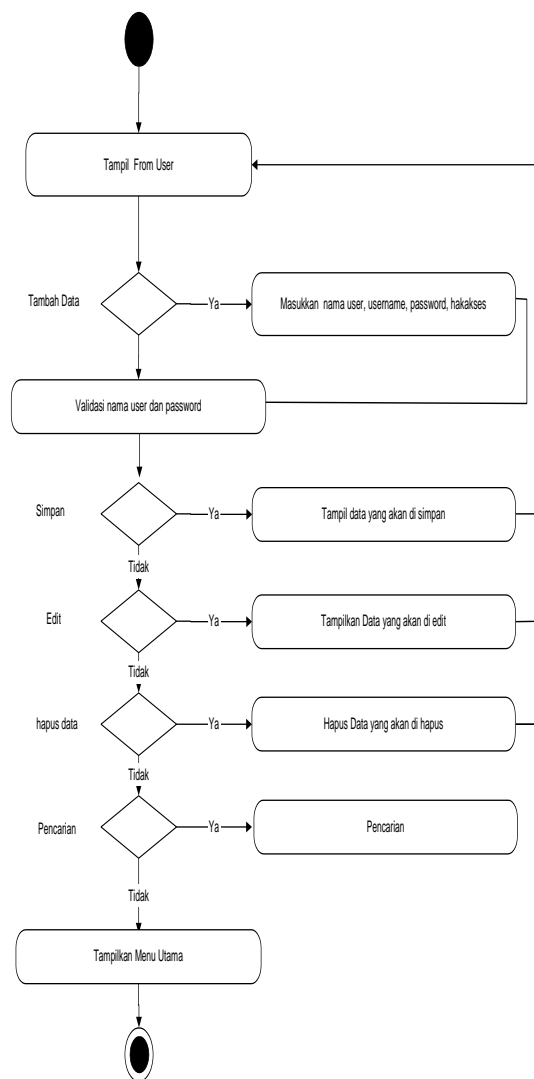 Tampil From User
Tambah Data
Ya
Masukkan nama user, username, password, hakakses
Validasi nama user dan password
Simpan
Ya
Tampil data yang akan di simpan
Tidak
Edit
Ya
Tampilkan Data yang akan di edit
Tidak
hapus data
Ya
Hapus Data yang akan di hapus
Tidak
Pencarian
Ya
Pencarian
Tidak
Tampilkan Menu Utama